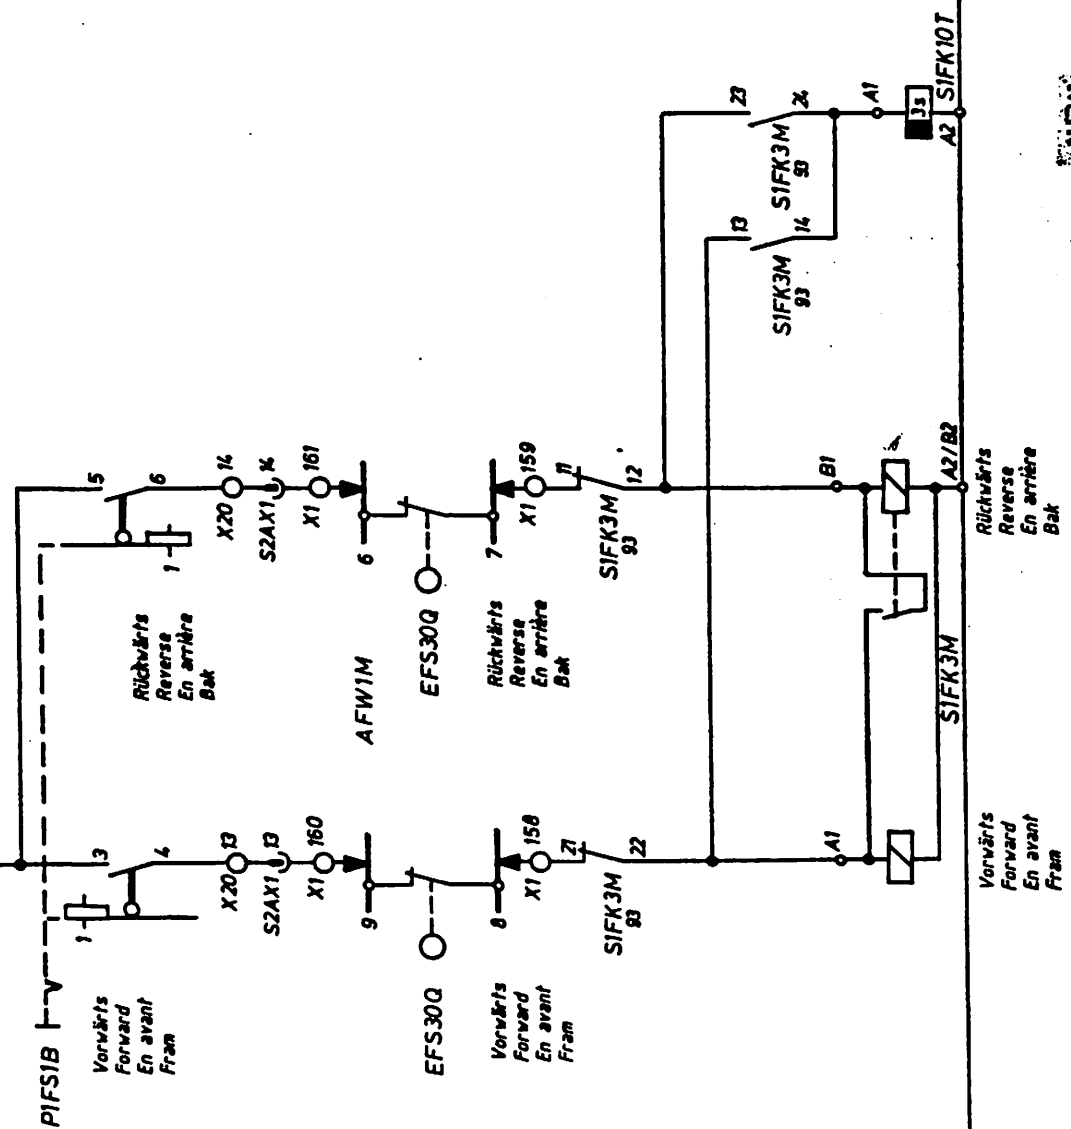 P1FS1B
Vorwärts
Forward
En avant
Fram
1
3
4
X20
13
S2AX1
13
X1
160
9
EFS30Q
8
Vorwärts
Forward
En avant
Fram
X1
158
21
22
S1FK3M
93
A1
Vorwärts
Forward
En avant
Fram
Rückwärts
Reverse
En arrière
Bak
1
5
6
X20
14
S2AX1
14
X1
161
AFW1M
6
EFS30Q
7
Rückwärts
Reverse
En arrière
Bak
X1
159
11
12
S1FK3M
93
B1
A2/B2
S1FK3M
Rückwärts
Reverse
En arrière
Bak
13
14
S1FK3M
93
23
24
S1FK3M
93
A1
3s
A2
S1FK10T